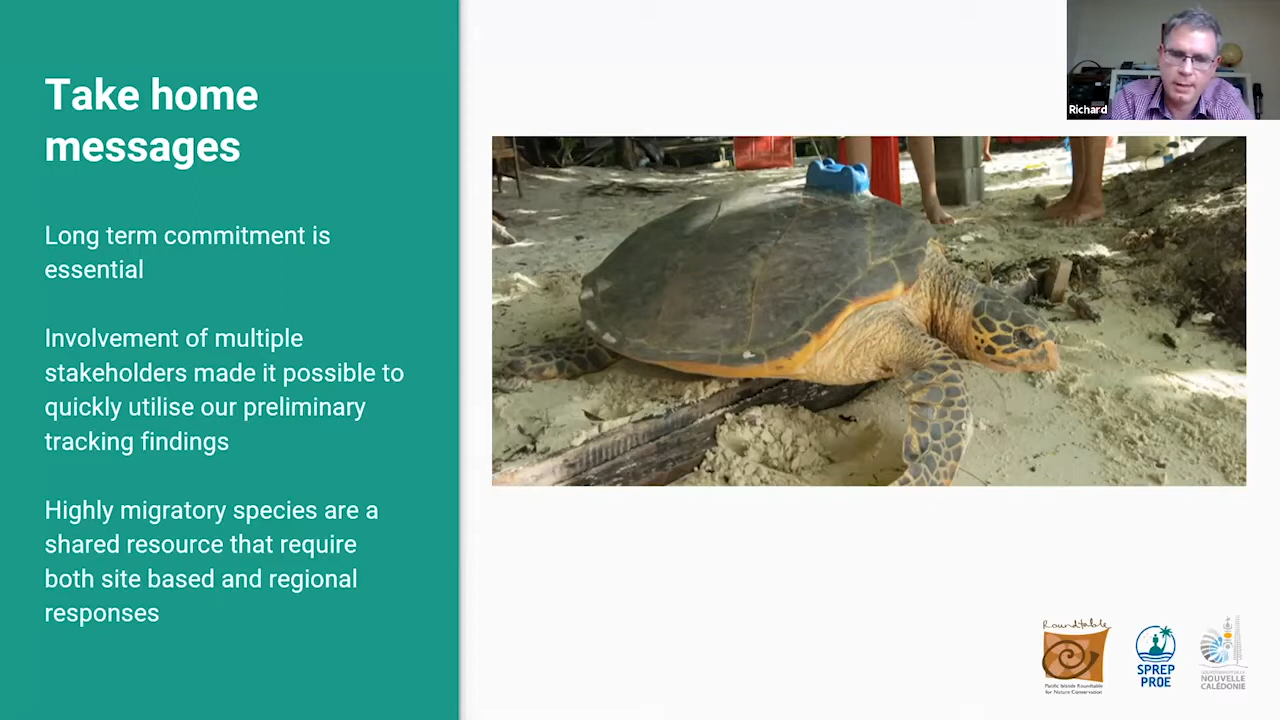 Take home
messages
Long term commitment is
essential
Involvement of multiple
stakeholders made it possible to
quickly utilise our preliminary
tracking findings
Highly migratory species are a
shared resource that require
both site based and regional
responses
Richard
Roundtable
Pacific Islands Roundtable
for Nature Conservation
SPREP
PROE
NOUVELLE
CALÉDONIE